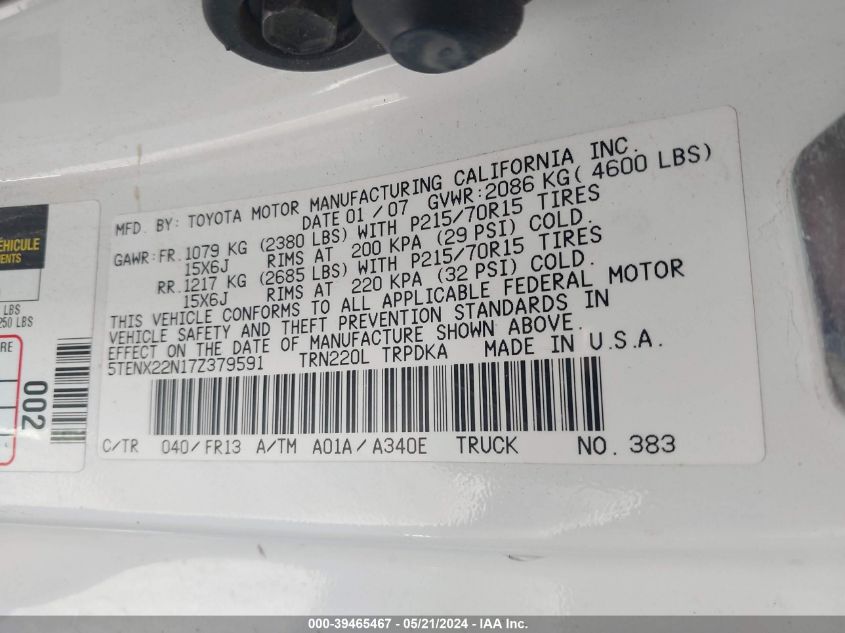 MFD. BY: TOYOTA MOTOR MANUFACTURING CALIFORNIA INC.
DATE 01 / 07 GVWR: 2086 KG ( 4600 LBS)
GAWR: FR. 1079 KG (2380 LBS) WITH P215/70R15 TIRES
15X6J RIMS AT 200 KPA (29 PSI) COLD.
RR. 1217 KG (2685 LBS) WITH P215/70R15 TIRES
15X6J RIMS AT 220 KPA (32 PSI) COLD.
THIS VEHICLE CONFORMS TO ALL APPLICABLE FEDERAL MOTOR
VEHICLE SAFETY AND THEFT PREVENTION STANDARDS IN
EFFECT ON THE DATE OF MANUFACTURE SHOWN ABOVE.
5TENX22N17Z379591 TRN220L TRPDKA MADE IN U.S.A.
C/TR 040/FR13 A/TM A01A/A340E TRUCK NO. 383
VÉHICULE
LBS
250 LBS
002
000-39465467 - 05/21/2024 - IAA Inc.